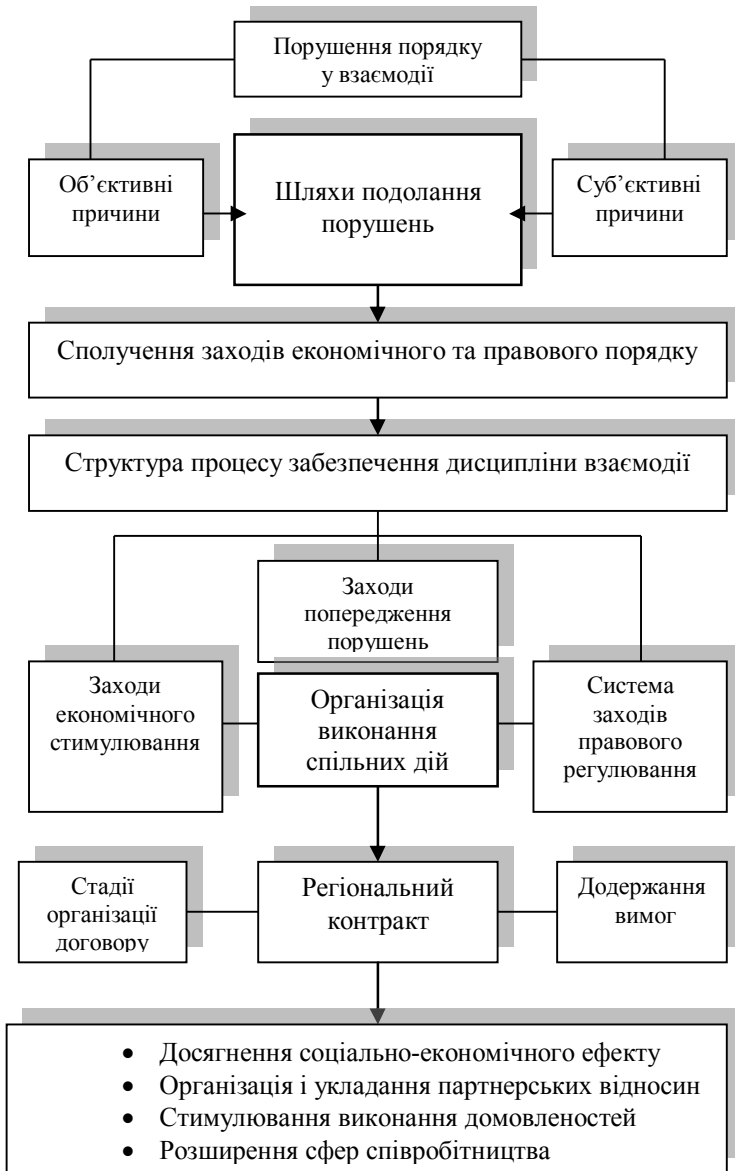 Порушення порядку
у взаємодії
Об’єктивні
причини
Шляхи подолання
порушень
Суб’єктивні
причини
Сполучення заходів економічного та правового порядку
Структура процесу забезпечення дисципліни взаємодії
Заходи
попередження
порушень
Заходи
економічного
стимулювання
Організація
виконання
спільних дій
Система
заходів
правового
регулювання
Стадії
організації
договору
Регіональний
контракт
Додержання
вимог
• Досягнення соціально-економічного ефекту
• Організація і укладання партнерських відносин
• Стимулювання виконання домовленостей
• Розширення сфер співробітництва